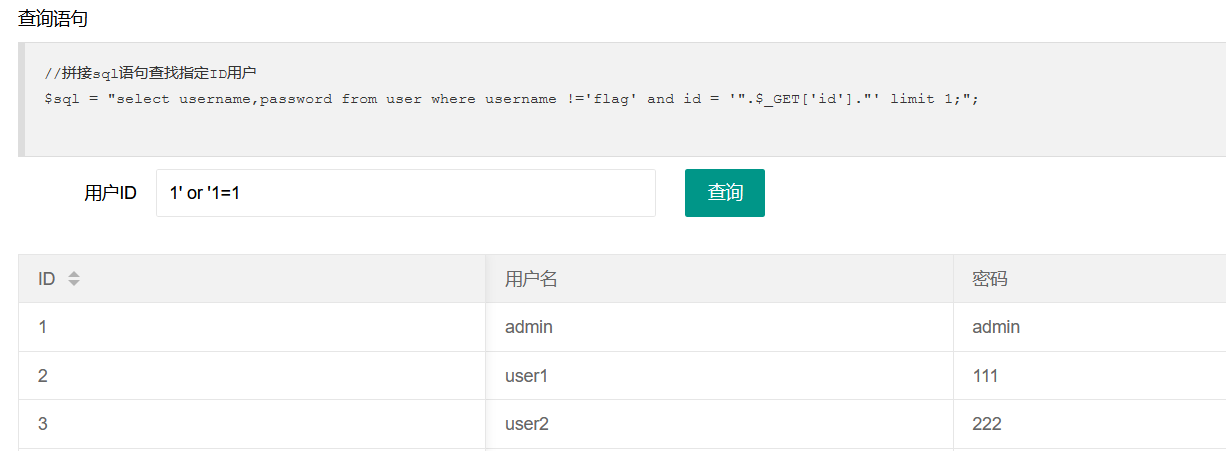 查询语句
//拼接sql语句查找指定ID用户
$sql = "select username,password from user where username !='flag' and id = '".$_GET['id']."' limit 1;";
用户ID 1' or '1=1 查询
ID 用户名 密码
1 admin admin
2 user1 111
3 user2 222